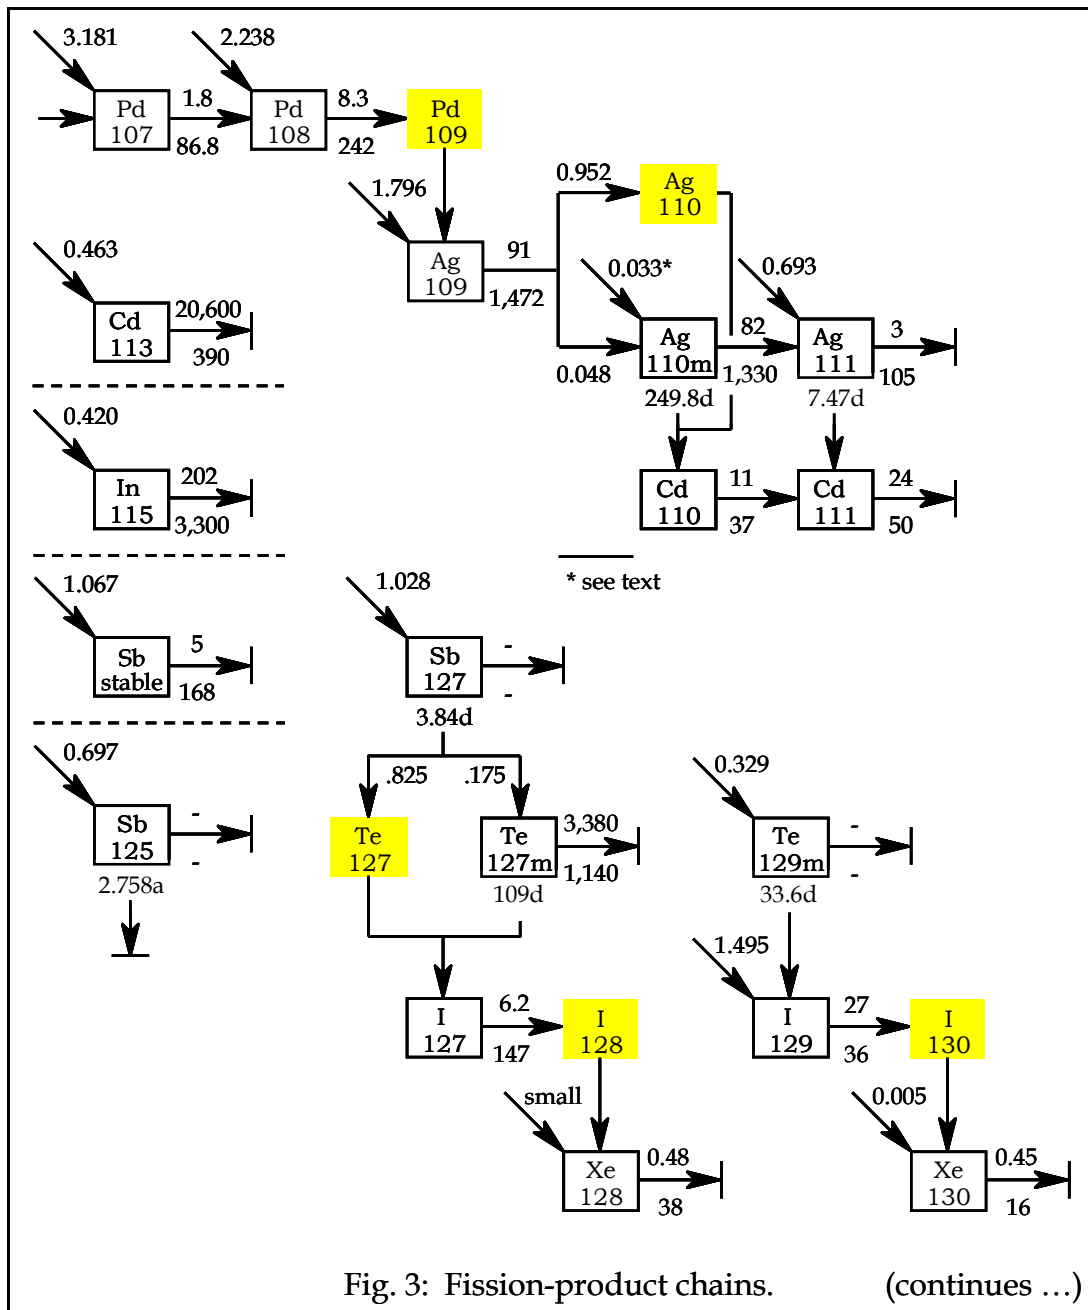 3.181
2.238
Pd
107
1.8
86.8
Pd
108
8.3
242
Pd
109
1.796
0.952
Ag
110
0.463
Ag
109
91
1,472
0.033*
0.693
Cd
113
20,600
390
0.048
Ag
110m
82
1,330
Ag
111
3
105
249.8d
7.47d
0.420
In
115
202
3,300
Cd
110
11
37
Cd
111
24
50
* see text
1.067
1.028
Sb
stable
5
168
Sb
127
-
-
3.84d
0.697
.825
.175
0.329
Sb
125
-
-
2.758a
Te
127
Te
127m
3,380
1,140
109d
Te
129m
-
-
33.6d
1.495
I
127
6.2
147
I
128
I
129
27
36
I
130
small
0.005
Xe
128
0.48
38
Xe
130
0.45
16
Fig. 3: Fission-product chains. (continues …)